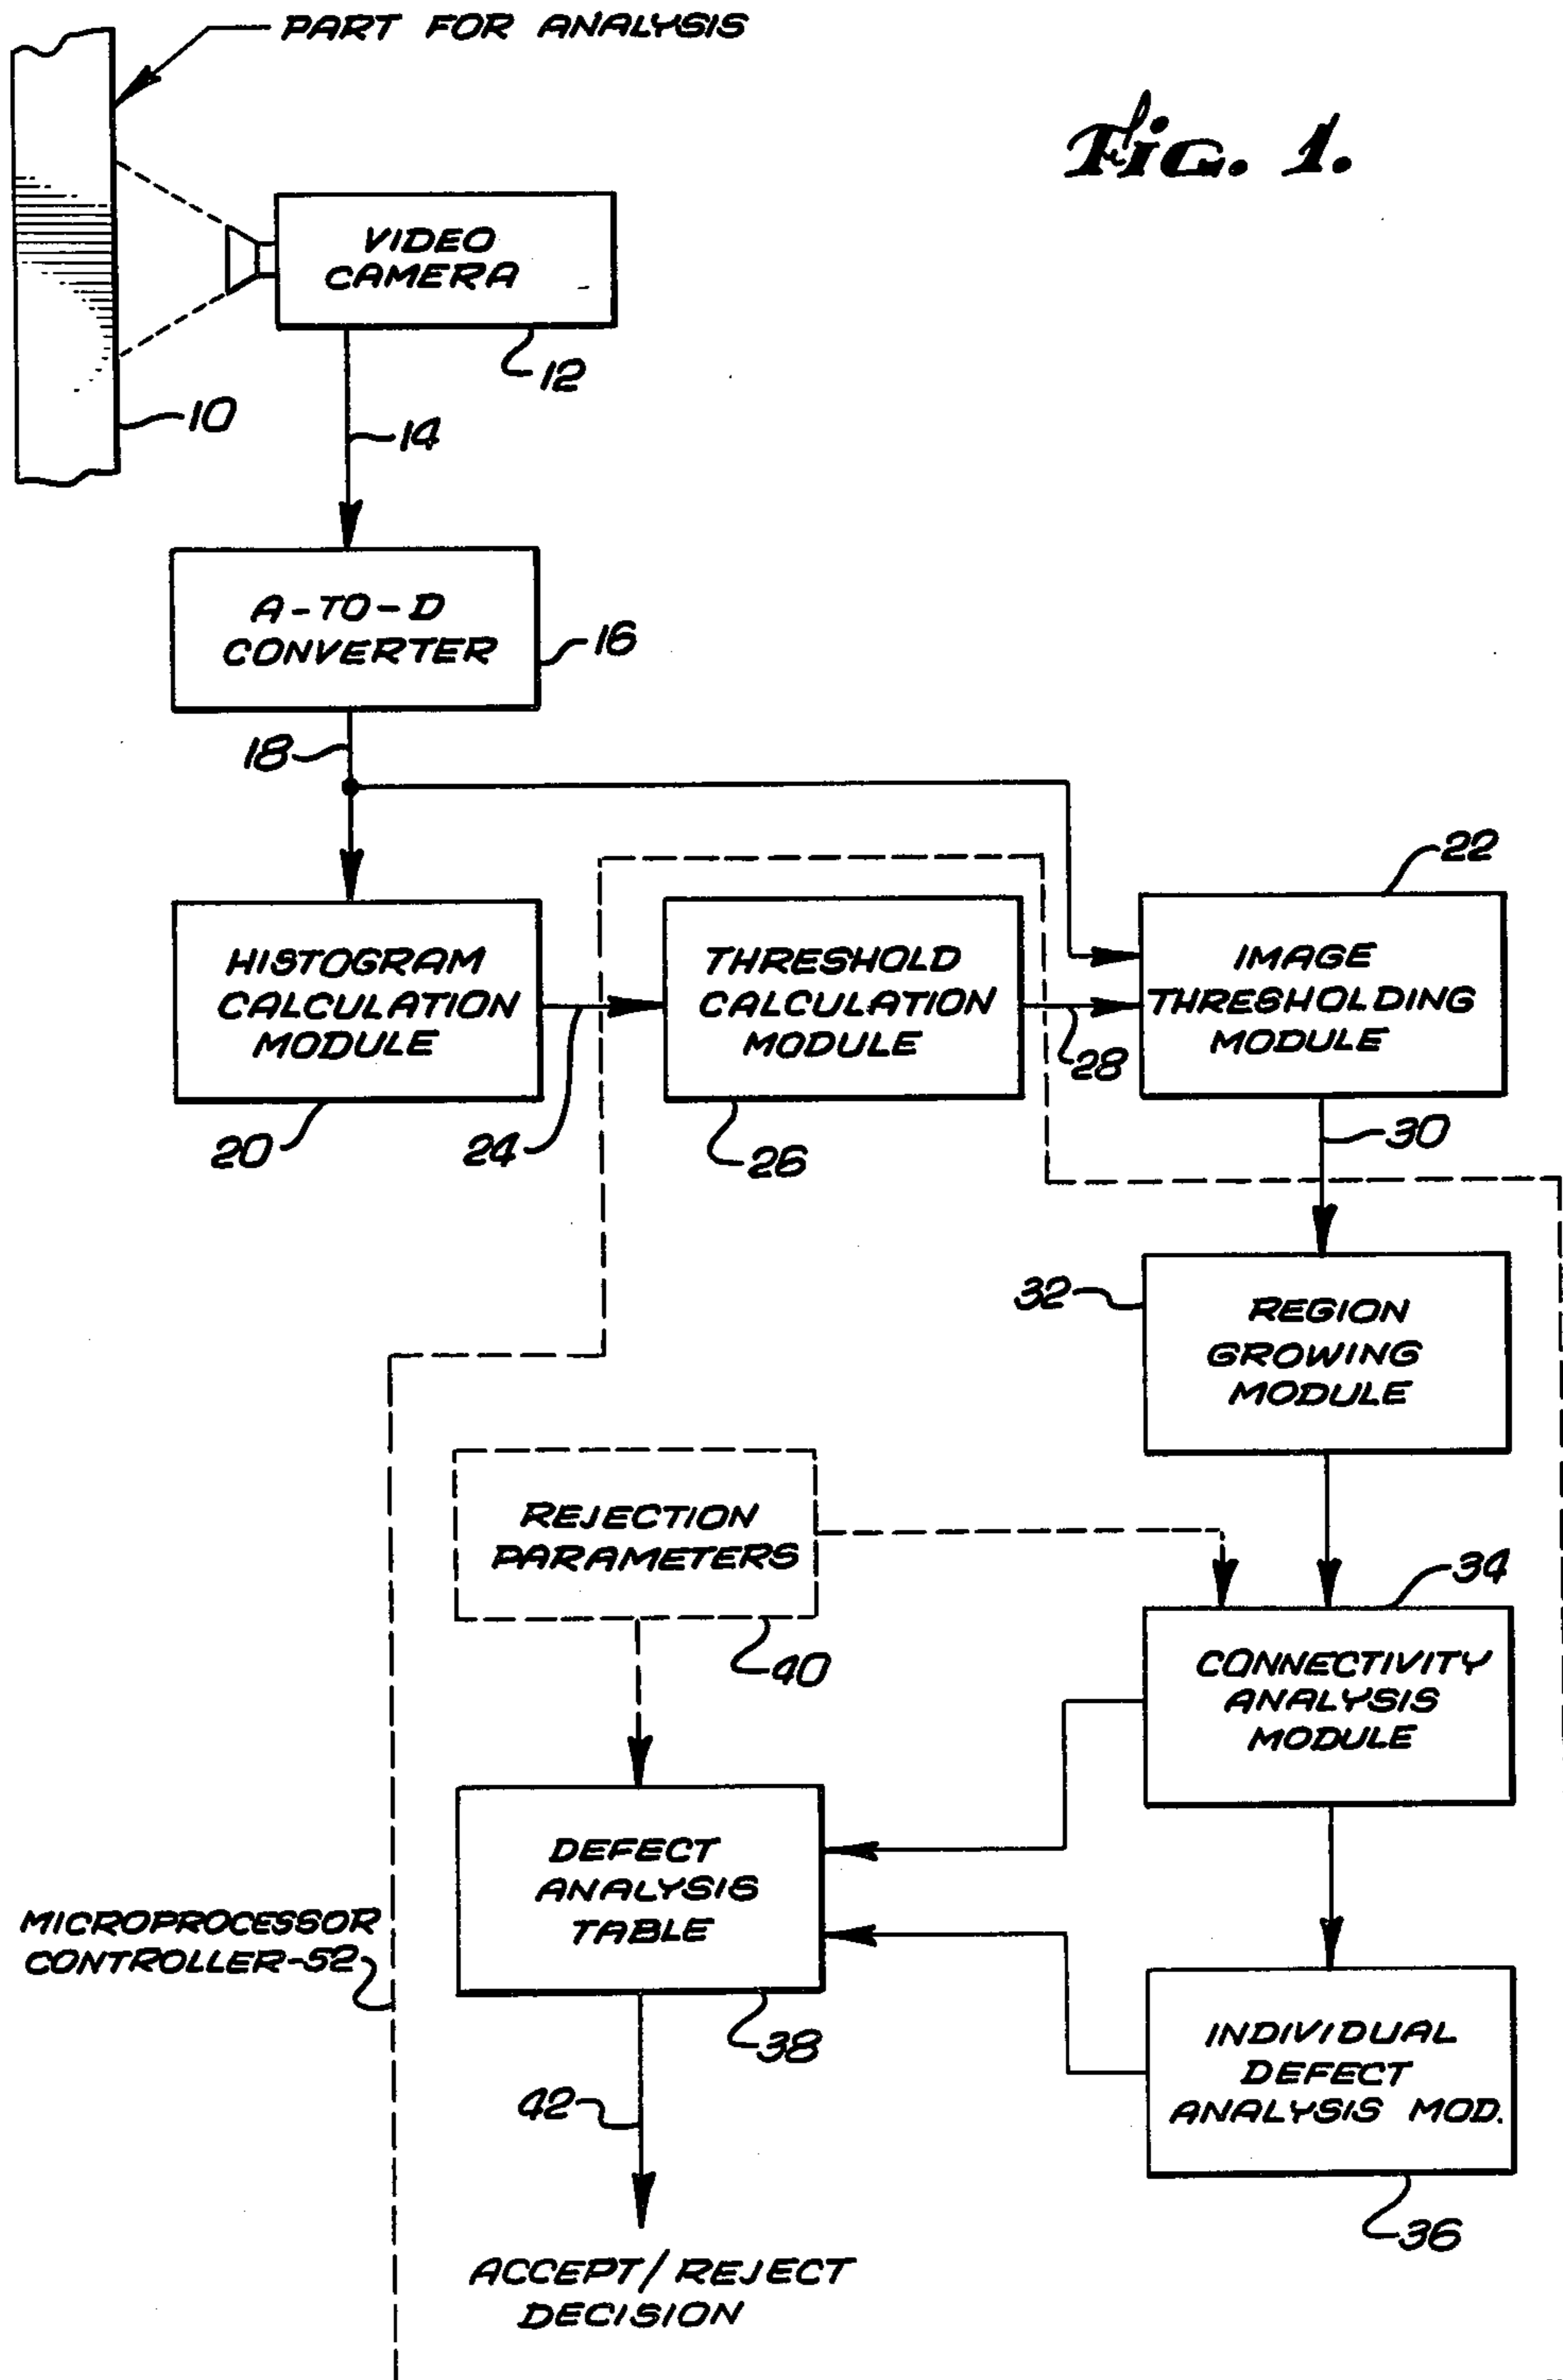 PART FOR ANALYSIS
Fig. 1.
VIDEO
CAMERA
12
10
14
A-TO-D
CONVERTER
16
18
22
HISTOGRAM
CALCULATION
MODULE
THRESHOLD
CALCULATION
MODULE
IMAGE
THRESHOLDING
MODULE
28
20
24
26
30
32
REGION
GROWING
MODULE
REJECTION
PARAMETERS
34
40
CONNECTIVITY
ANALYSIS
MODULE
DEFECT
ANALYSIS
TABLE
MICROPROCESSOR
CONTROLLER-52
38
INDIVIDUAL
DEFECT
ANALYSIS MOD.
42
36
ACCEPT/REJECT
DECISION